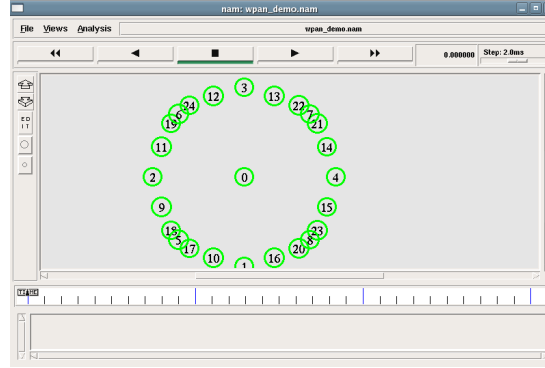 nam: wpan_demo.nam
File Views Analysis wpan_demo.nam
0.000000 Step: 2.0ms
3
12 13
24 22
6 7
19 21
11 14
2 0 4
9 15
18 23
5 8
17 20
10 16
1
E D
I T
TIME